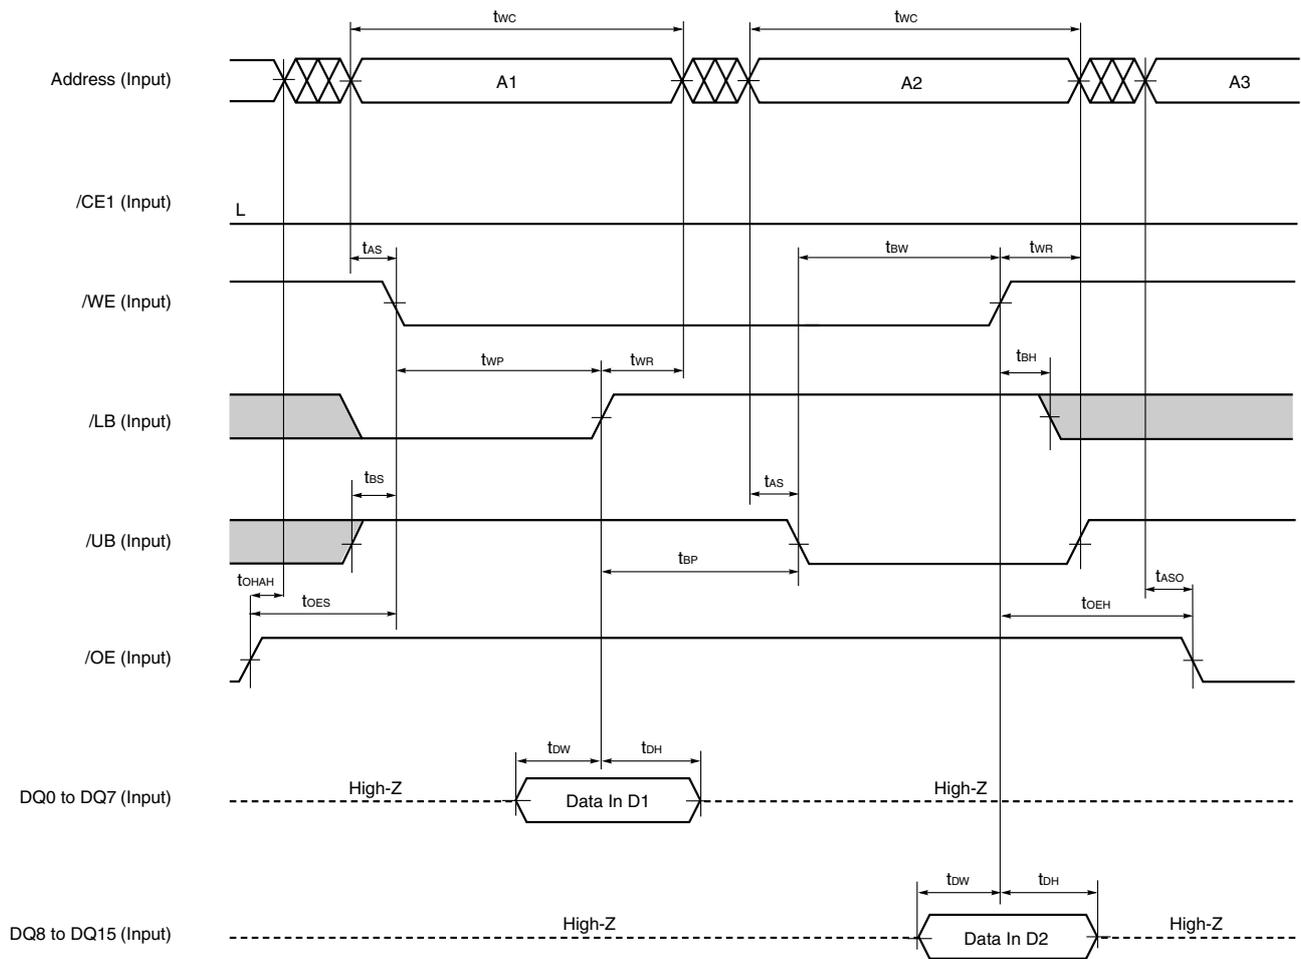 tWC
tWC
Address (Input)
A1
A2
A3
/CE1 (Input)
L
tAS
tBW
tWR
/WE (Input)
tWP
tWR
tBH
/LB (Input)
tBS
tAS
/UB (Input)
tOHAH
tBP
tASO
tOES
tOEH
/OE (Input)
tDW
tDH
DQ0 to DQ7 (Input)
High-Z
Data In D1
High-Z
tDW
tDH
DQ8 to DQ15 (Input)
High-Z
Data In D2
High-Z